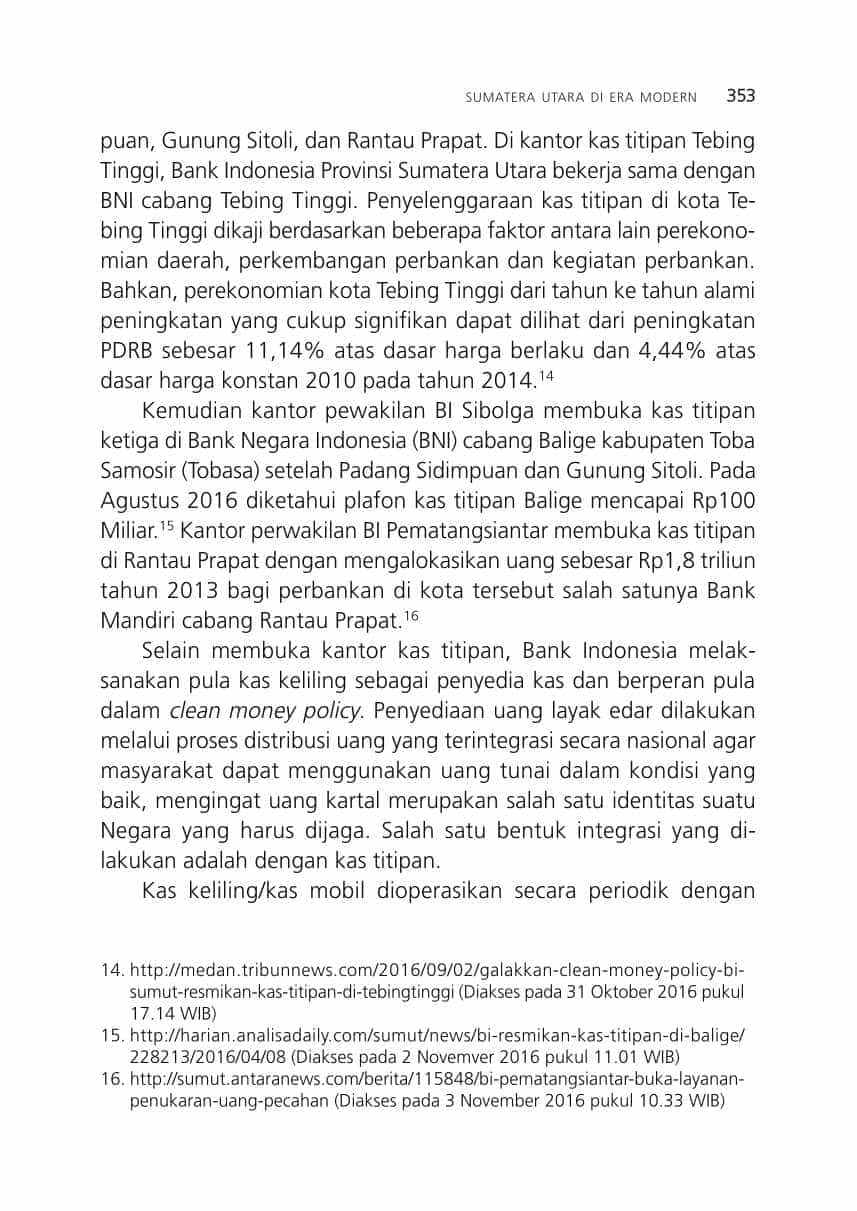 SUMATERA UTARA DI ERA MODERN 353
puan, Gunung Sitoli, dan Rantau Prapat. Di kantor kas titipan Tebing
Tinggi, Bank Indonesia Provinsi Sumatera Utara bekerja sama dengan
BNI cabang Tebing Tinggi. Penyelenggaraan kas titipan di kota Te-
bing Tinggi dikaji berdasarkan beberapa faktor antara lain perekono-
mian daerah, perkembangan perbankan dan kegiatan perbankan.
Bahkan, perekonomian kota Tebing Tinggi dari tahun ke tahun alami
peningkatan yang cukup signifikan dapat dilihat dari peningkatan
PDRB sebesar 11,14% atas dasar harga berlaku dan 4,44% atas
dasar harga konstan 2010 pada tahun 2014.14
Kemudian kantor pewakilan BI Sibolga membuka kas titipan
ketiga di Bank Negara Indonesia (BNI) cabang Balige kabupaten Toba
Samosir (Tobasa) setelah Padang Sidimpuan dan Gunung Sitoli. Pada
Agustus 2016 diketahui plafon kas titipan Balige mencapai Rp100
Miliar.15 Kantor perwakilan BI Pematangsiantar membuka kas titipan
di Rantau Prapat dengan mengalokasikan uang sebesar Rp1,8 triliun
tahun 2013 bagi perbankan di kota tersebut salah satunya Bank
Mandiri cabang Rantau Prapat.16
Selain membuka kantor kas titipan, Bank Indonesia melak-
sanakan pula kas keliling sebagai penyedia kas dan berperan pula
dalam clean money policy. Penyediaan uang layak edar dilakukan
melalui proses distribusi uang yang terintegrasi secara nasional agar
masyarakat dapat menggunakan uang tunai dalam kondisi yang
baik, mengingat uang kartal merupakan salah satu identitas suatu
Negara yang harus dijaga. Salah satu bentuk integrasi yang di-
lakukan adalah dengan kas titipan.
Kas keliling/kas mobil dioperasikan secara periodik dengan
14. http://medan.tribunnews.com/2016/09/02/galakkan-clean-money-policy-bi-
sumut-resmikan-kas-titipan-di-tebingtinggi (Diakses pada 31 Oktober 2016 pukul
17.14 WIB)
15. http://harian.analisadaily.com/sumut/news/bi-resmikan-kas-titipan-di-balige/
228213/2016/04/08 (Diakses pada 2 Novemver 2016 pukul 11.01 WIB)
16. http://sumut.antaranews.com/berita/115848/bi-pematangsiantar-buka-layanan-
penukaran-uang-pecahan (Diakses pada 3 November 2016 pukul 10.33 WIB)